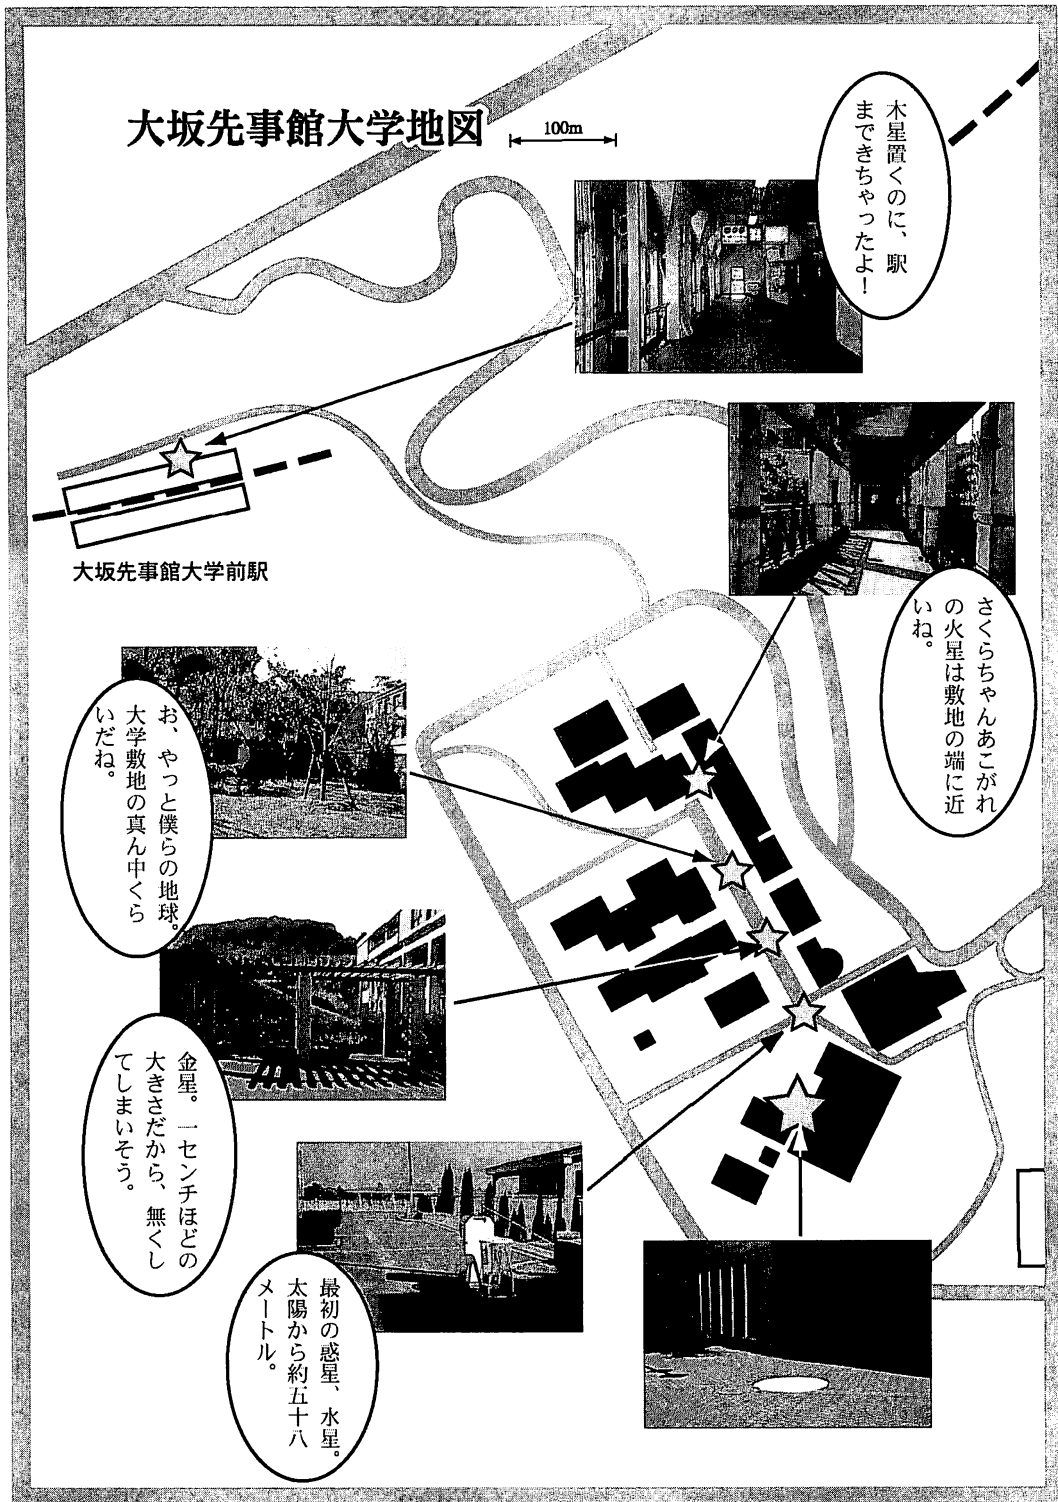 大坂先事館大学地図
100m
木星置くのに、駅
まできちゃったよ！
さくらちゃんあこがれ
の火星は敷地の端に近
いね。
大坂先事館大学前駅
お、やっと僕らの地球。
大学敷地の真ん中くら
いだね。
金星。一センチほどの
大きさだから、無くし
てしまいそう。
最初の惑星、水星。
太陽から約五十八
メートル。